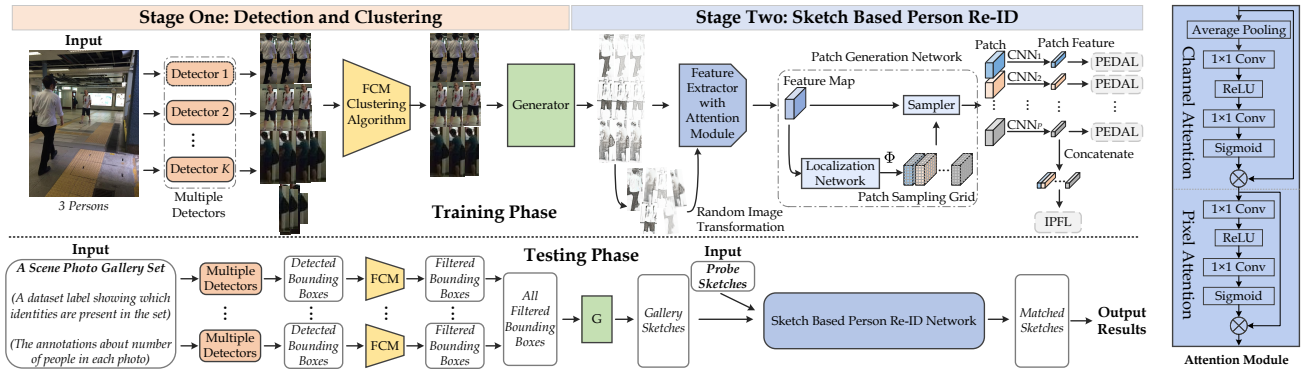 Stage One: Detection and Clustering
Stage Two: Sketch Based Person Re-ID
Input
Detector 1
Detector 2
Detector K
Multiple
Detectors
3 Persons
FCM
Clustering
Algorithm
Generator
Training Phase
Random Image
Transformation
Feature
Extractor
with
Attention
Module
Patch Generation Network
Feature Map
Sampler
Localization
Network
Φ
Patch Sampling Grid
Patch
Patch Feature
CNN1
PEDAL
CNN2
PEDAL
CNNP
PEDAL
Concatenate
IPFL
Testing Phase
Input
A Scene Photo Gallery Set
(A dataset label showing which
identities are present in the set)
(The annotations about number
of people in each photo)
Multiple
Detectors
Detected
Bounding
Boxes
FCM
Filtered
Bounding
Boxes
Multiple
Detectors
Detected
Bounding
Boxes
FCM
Filtered
Bounding
Boxes
All
Filtered
Bounding
Boxes
G
Gallery
Sketches
Input
Probe
Sketches
Sketch Based Person Re-ID Network
Matched
Sketches
Output
Results
Channel Attention
Average Pooling
1×1 Conv
ReLU
1×1 Conv
Sigmoid
Pixel Attention
1×1 Conv
ReLU
1×1 Conv
Sigmoid
Attention Module